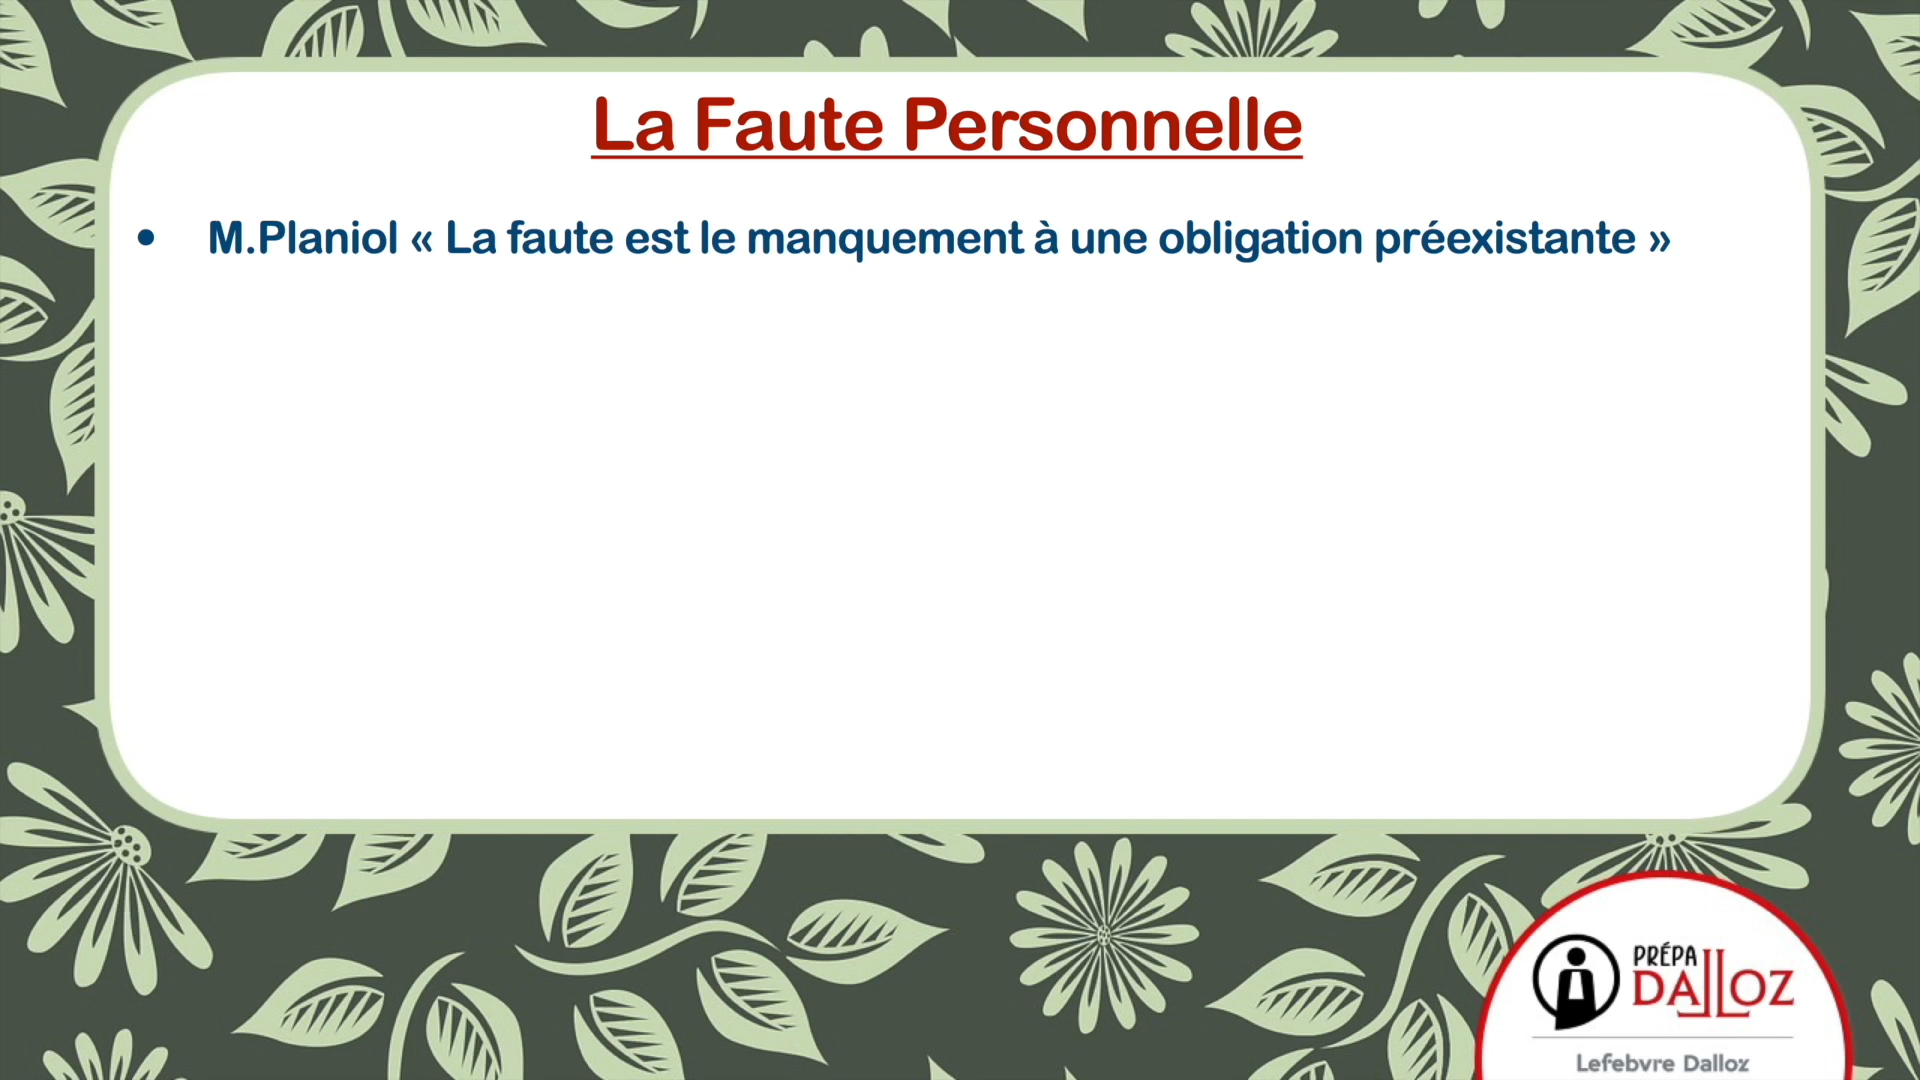 La Faute Personnelle
• M.Planiol « La faute est le manquement à une obligation préexistante »
PRÉPA
DALLOZ
Lefebvre Dalloz